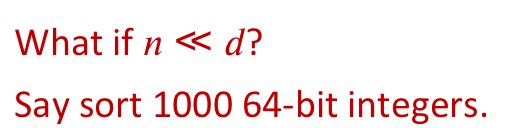 What if n ≪ d?
Say sort 1000 64-bit integers.